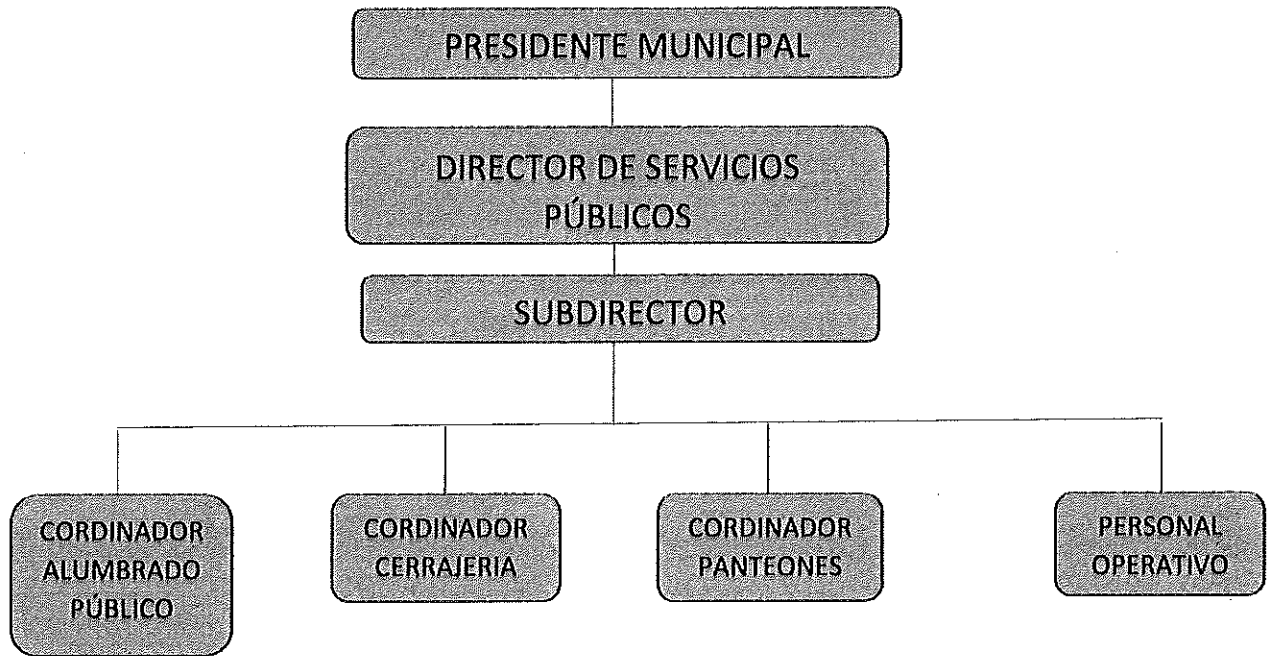 PRESIDENTE MUNICIPAL
DIRECTOR DE SERVICIOS
PÚBLICOS
SUBDIRECTOR
CORDINADOR
ALUMBRADO
PÚBLICO
CORDINADOR
CERRAJERIA
CORDINADOR
PANTEONES
PERSONAL
OPERATIVO